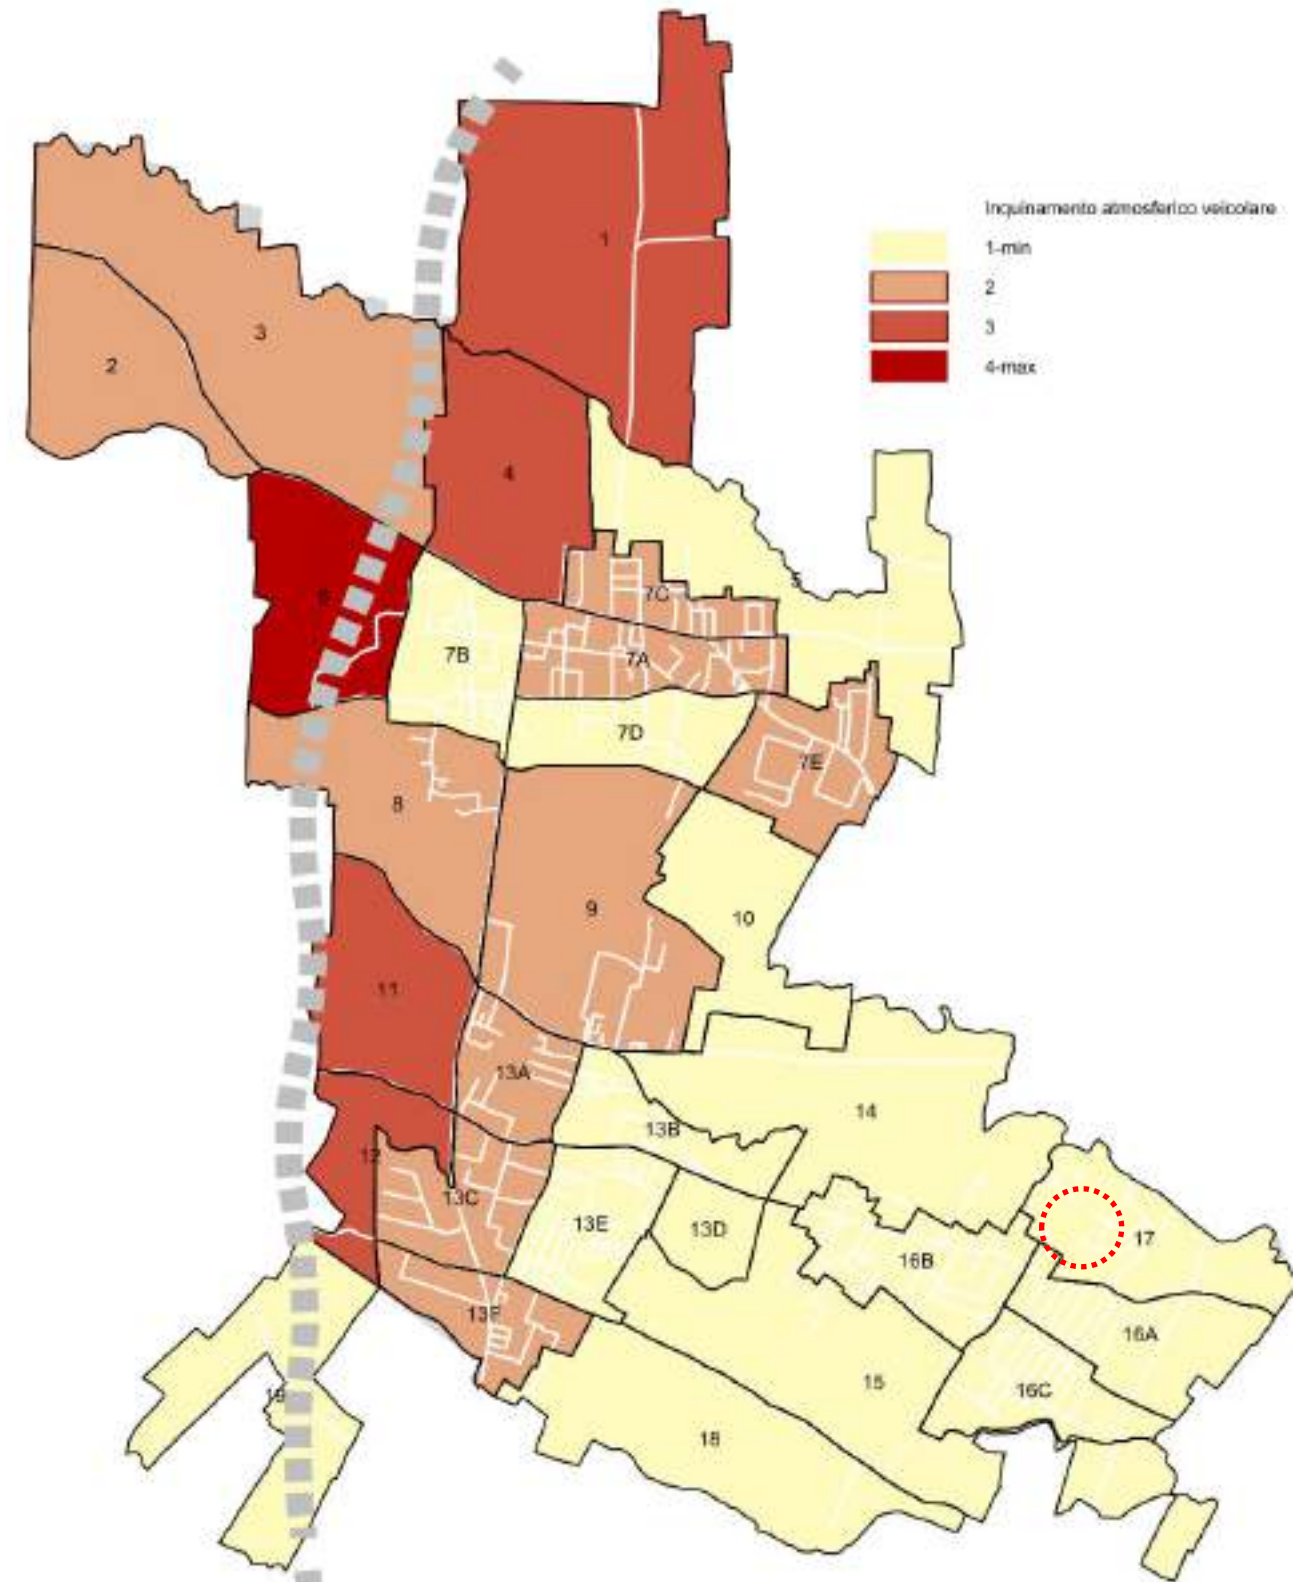 Inquinamento atmosferico veicolare
1-min
2
3
4-max
1
3
2
4
5
6
7C
7B
7A
7D
7E
8
9
10
11
13A
14
13B
12
13C
13E
13D
17
16B
13F
16A
15
16C
19
18